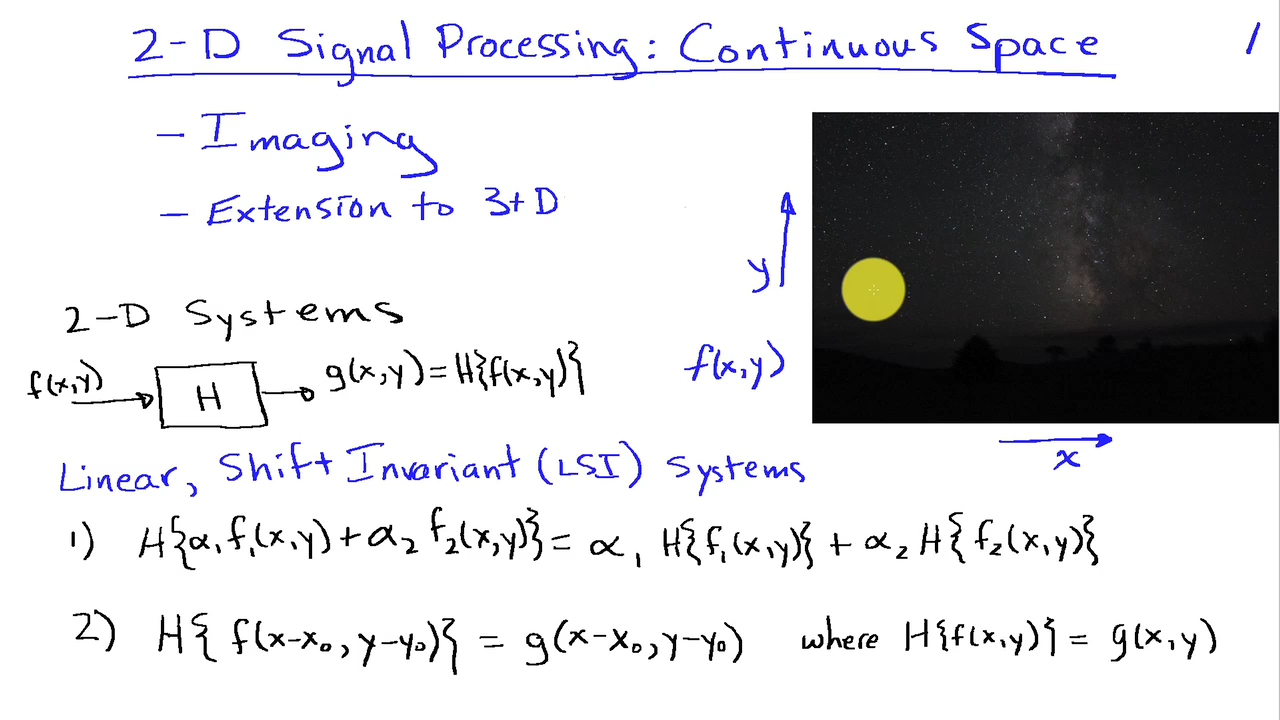 2-D Signal Processing: Continuous Space 1
- Imaging
- Extension to 3+D
y
2-D Systems
f(x,y) H g(x,y)=H{f(x,y)}
f(x,y)
x
Linear, Shift Invariant (LSI) Systems
1) H{α₁f₁(x,y)+α₂ f₂(x,y)}= α₁ H{f₁(x,y)} + α₂ H{f₂(x,y)}
2) H{f(x-x₀, y-y₀)} = g(x-x₀, y-y₀) where H{f(x,y)} = g(x,y)